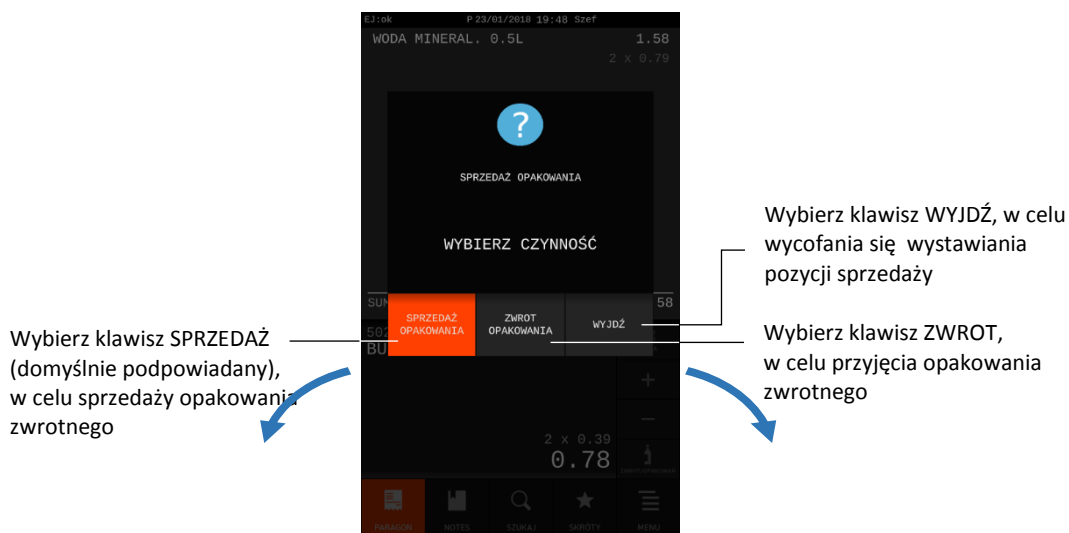 EJ:ok P 23/01/2018 19:48 Szef
WODA MINERAL. 0.5L 1.58
2 x 0.79
?
SPRZEDAŻ OPAKOWANIA
WYBIERZ CZYNNOŚĆ
SUM 58
SPRZEDAŻ
OPAKOWANIA
ZWROT
OPAKOWANIA
WYJDŹ
502
BU
+
−
2 x 0.39
0.78
PARAGON NOTES SZUKAJ SKRÓTY MENU
Wybierz klawisz SPRZEDAŻ
(domyślnie podpowiadany),
w celu sprzedaży opakowania
zwrotnego
Wybierz klawisz WYJDŹ, w celu
wycofania się wystawiania
pozycji sprzedaży
Wybierz klawisz ZWROT,
w celu przyjęcia opakowania
zwrotnego